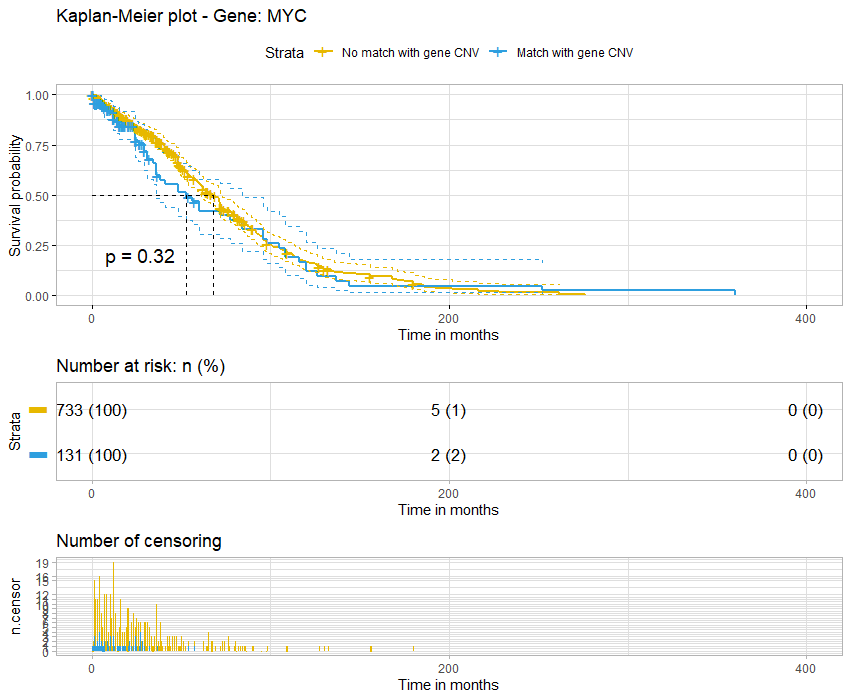 Kaplan-Meier plot - Gene: MYC
Strata No match with gene CNV Match with gene CNV
Survival probability
1.00
0.75
0.50
0.25
0.00
p = 0.32
0 200 400
Time in months
Number at risk: n (%)
Strata
733 (100) 5 (1) 0 (0)
131 (100) 2 (2) 0 (0)
0 200 400
Time in months
Number of censoring
n.censor
19
12
0
0 200 400
Time in months